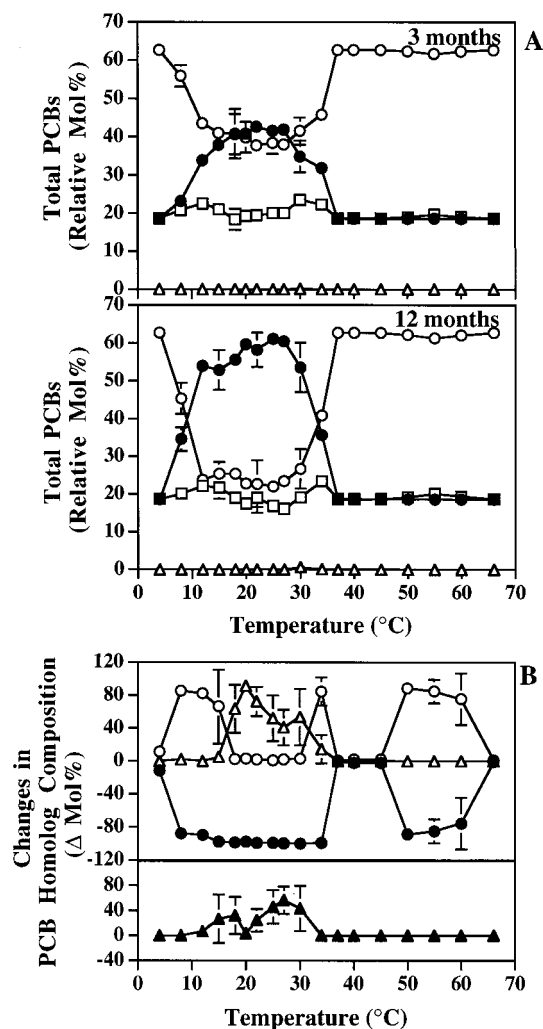 A
3 months
Total PCBs
(Relative Mol%)
70
60
50
40
30
20
10
0
12 months
Total PCBs
(Relative Mol%)
70
60
50
40
30
20
10
0
0 10 20 30 40 50 60 70
Temperature (°C)
B
Changes in
PCB Homolog Composition
(Δ Mol%)
120
80
40
0
-40
-80
-120
40
0
-40
0 10 20 30 40 50 60 70
Temperature (°C)